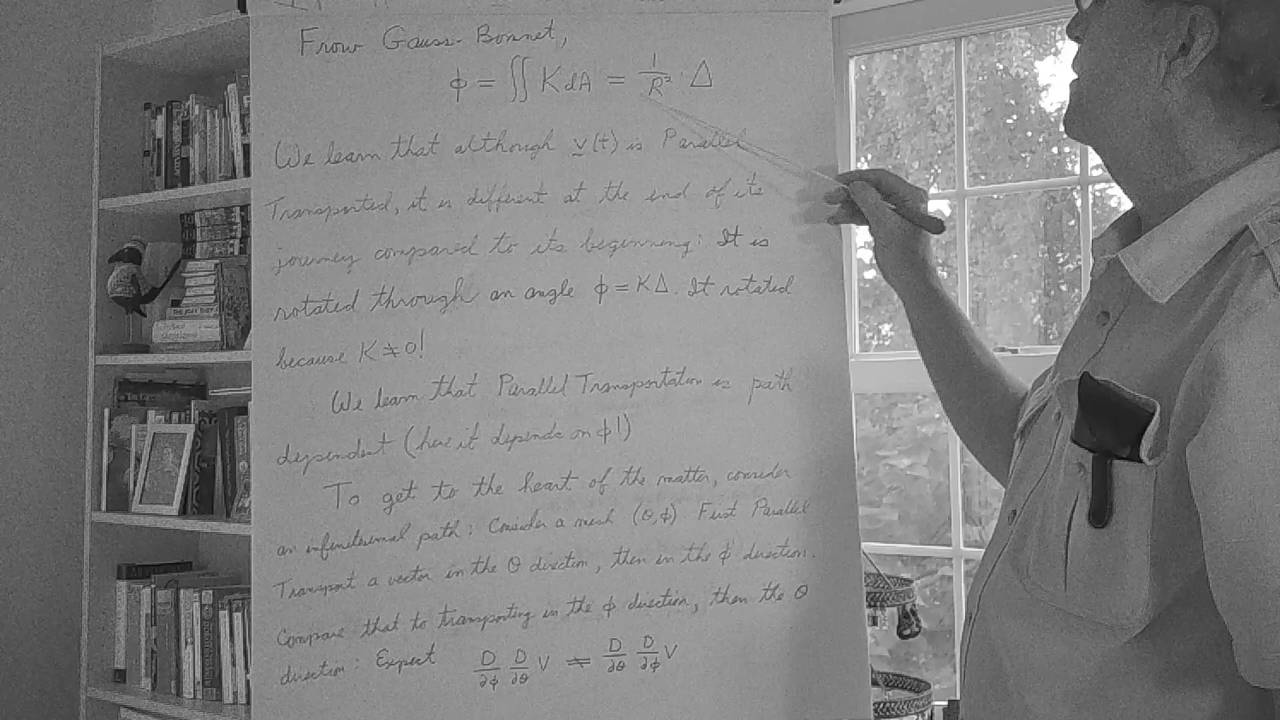 From Gauss-Bonnet,
ϕ = ∬ K dA = 1/R² · Δ
We learn that although v(t) is Parallel
Transported, it is different at the end of its
journey compared to its beginning: It is
rotated through an angle ϕ = KΔ. It rotated
because K ≠ 0!
We learn that Parallel Transportation is path
dependent (here it depends on ϕ!)
To get to the heart of the matter, consider
an infinitesimal path: Consider a mesh (θ,ϕ) First Parallel
Transport a vector in the θ direction, then in the ϕ direction.
Compare that to transporting in the ϕ direction, then the θ
direction: Expect D/∂ϕ D/∂θ V ≠ D/∂θ D/∂ϕ V